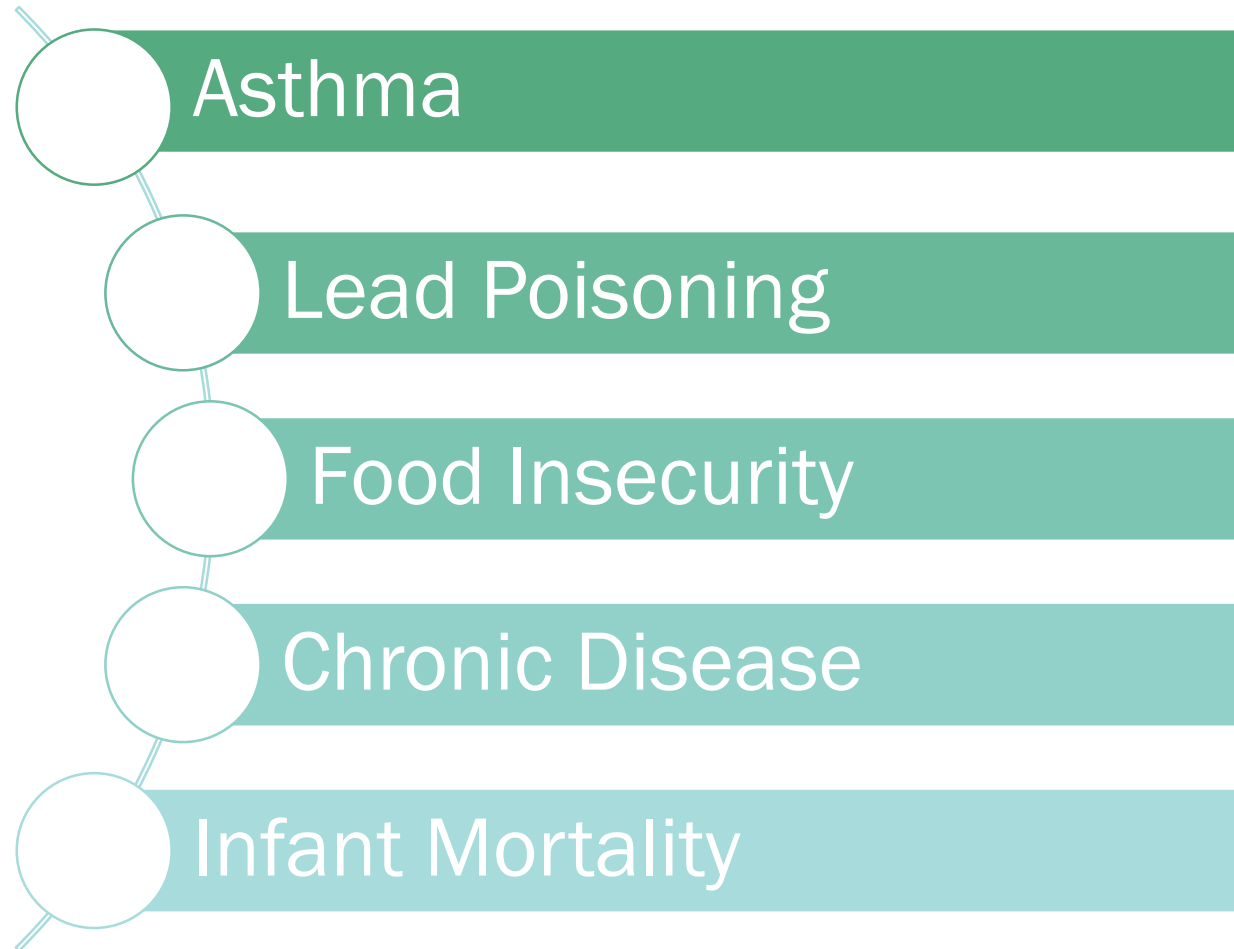 Asthma
Lead Poisoning
Food Insecurity
Chronic Disease
Infant Mortality